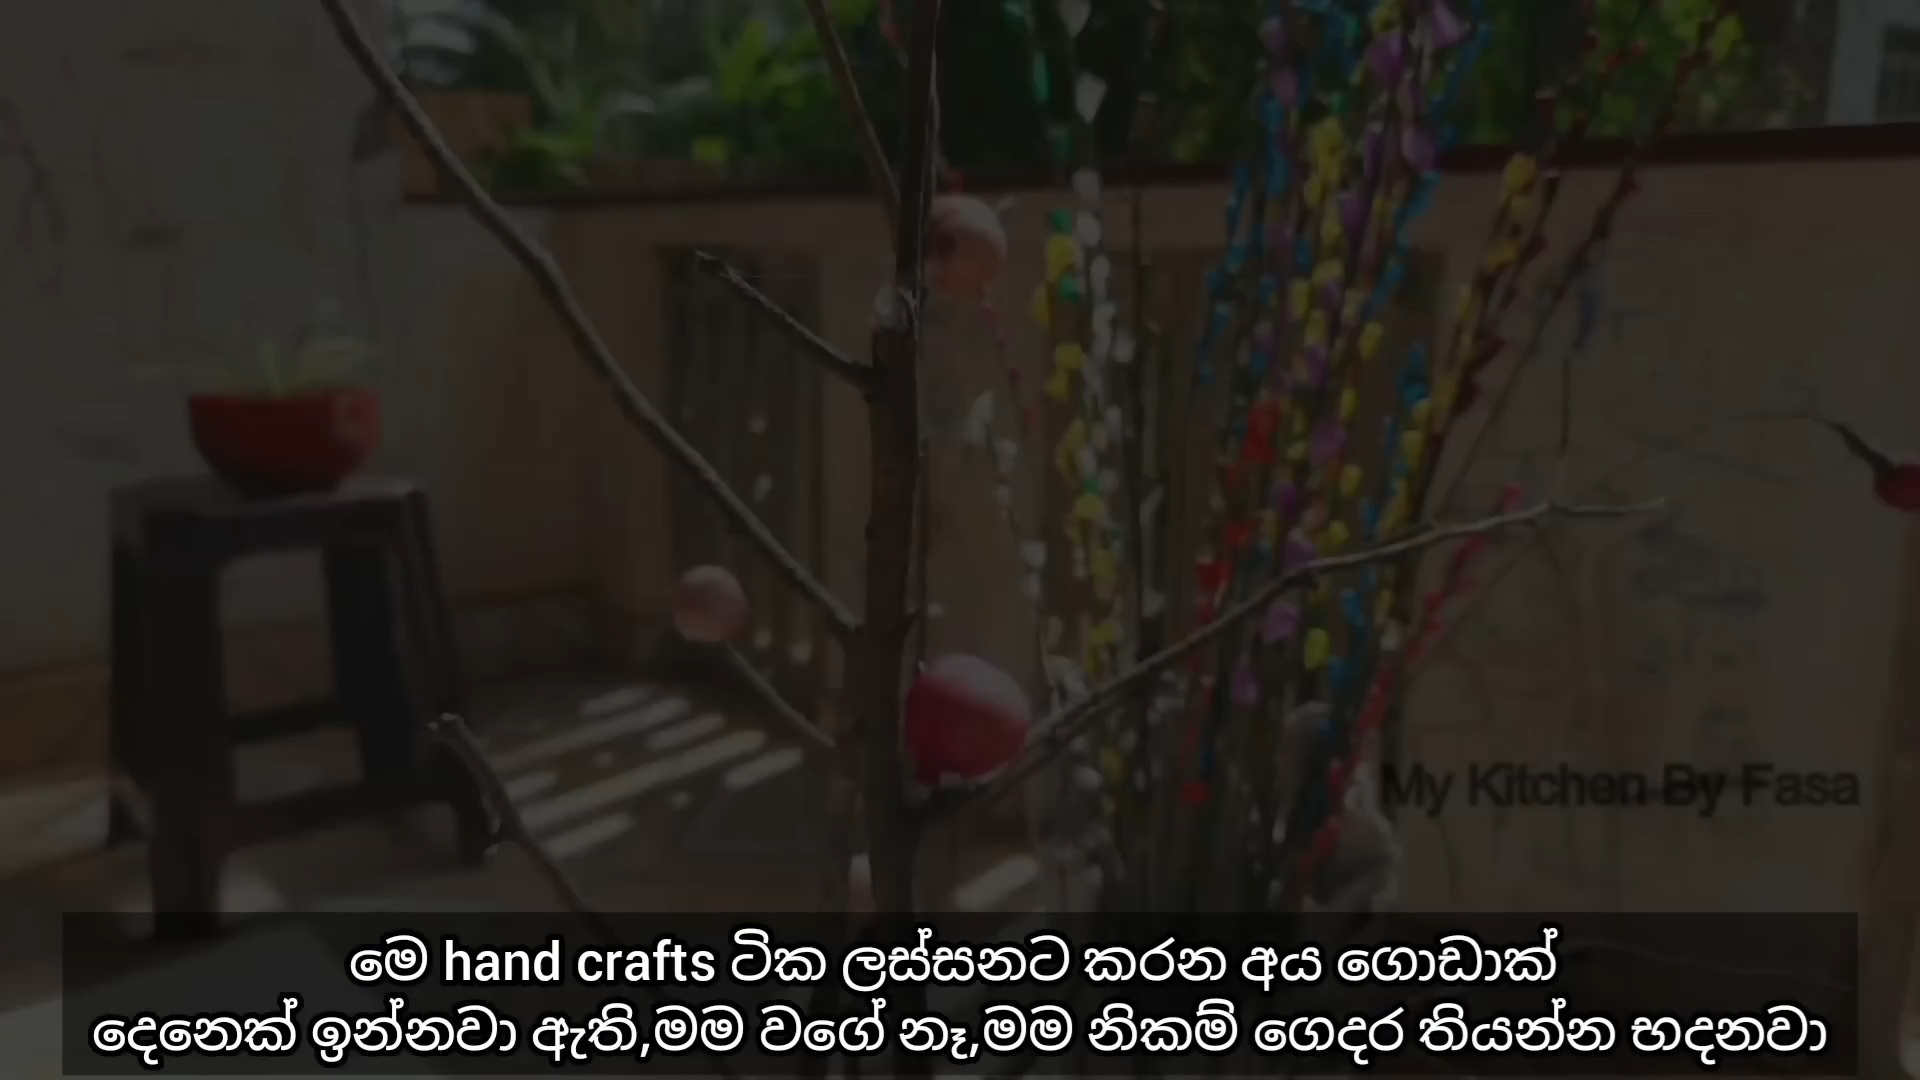 My Kitchen By Fasa
මෙ hand crafts ටික ලස්සනට කරන අය ගොඩාක්
දෙනෙක් ඉන්නවා ඇති,මම වගේ නෑ,මම නිකම් ගෙදර තියන්න භදනවා